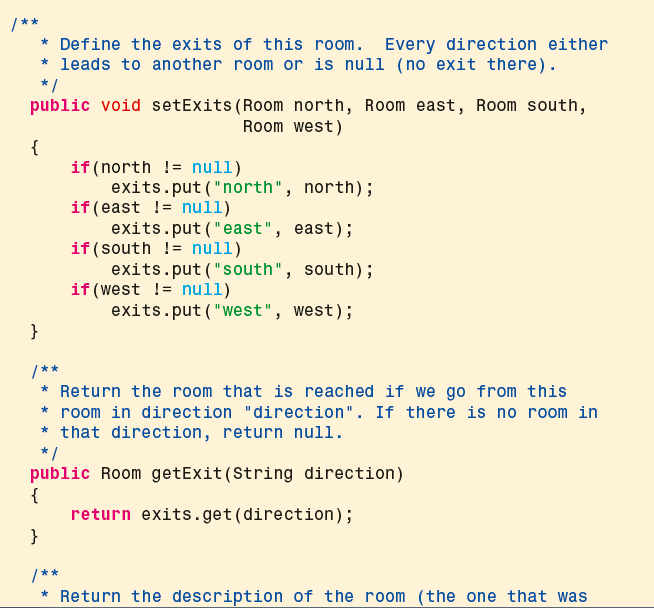 /**
* Define the exits of this room.  Every direction either
* leads to another room or is null (no exit there).
*/
public void setExits(Room north, Room east, Room south,
Room west)
{
if(north != null)
exits.put("north", north);
if(east != null)
exits.put("east", east);
if(south != null)
exits.put("south", south);
if(west != null)
exits.put("west", west);
}
/**
* Return the room that is reached if we go from this
* room in direction "direction". If there is no room in
* that direction, return null.
*/
public Room getExit(String direction)
{
return exits.get(direction);
}
/**
* Return the description of the room (the one that was